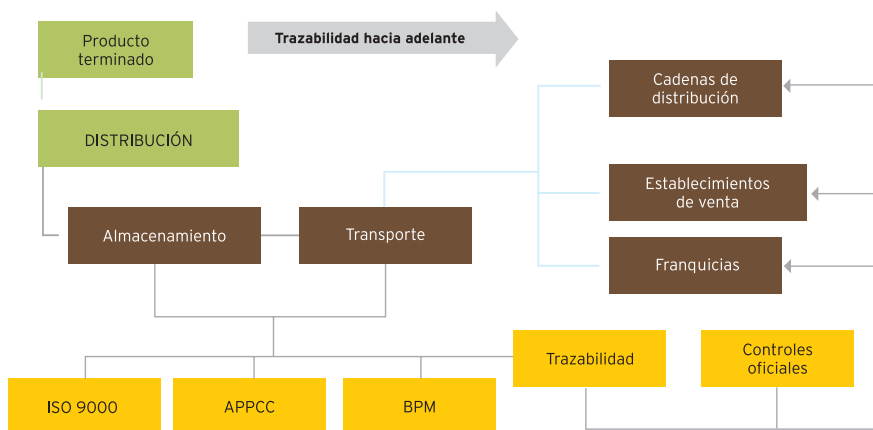 Producto
terminado
Trazabilidad hacia adelante
Cadenas de
distribución
DISTRIBUCIÓN
Establecimientos
de venta
Almacenamiento
Transporte
Franquicias
Trazabilidad
Controles
oficiales
ISO 9000
APPCC
BPM